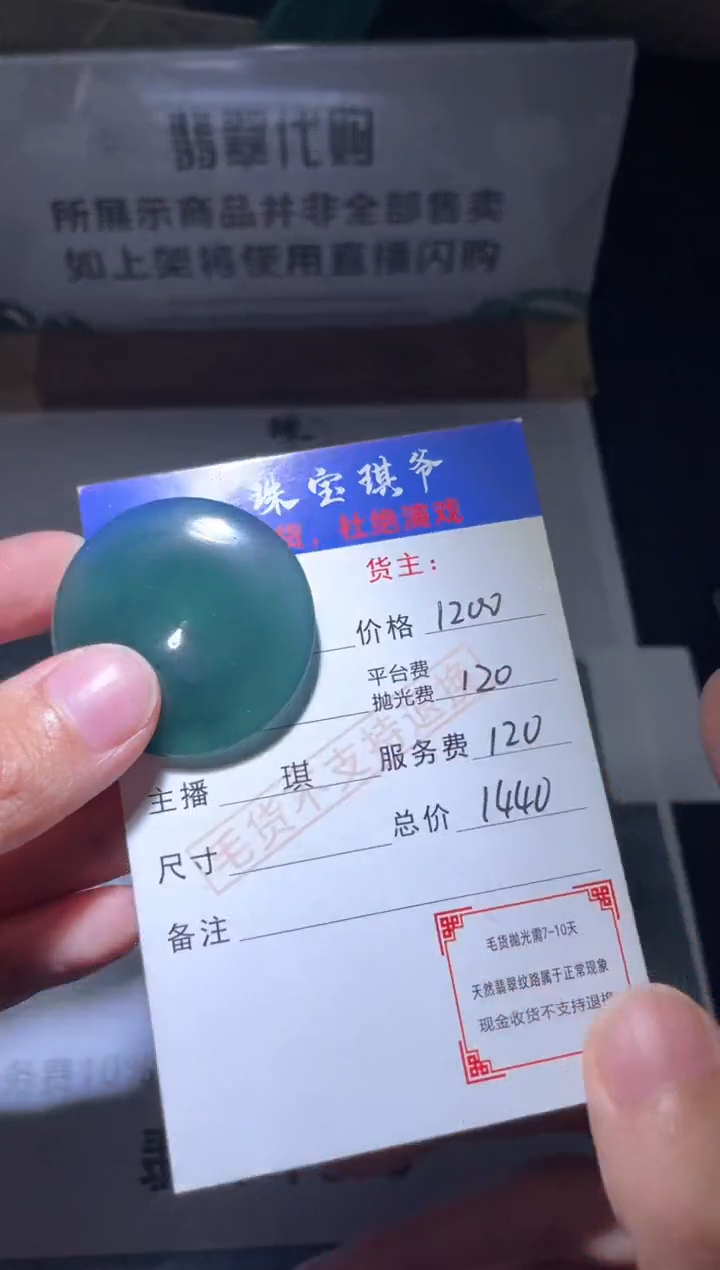 翡翠代购
所展示商品并非全部售卖
如上架将使用直播闪购
珠宝琪爷
货，杜绝演戏
货主：
价格 1200
平台费
抛光费 120
主播 琪 服务费 120
尺寸 总价 1440
毛货不支持退换
备注
毛货抛光需7-10天
天然翡翠纹路属于正常现象
现金收货不支持退换